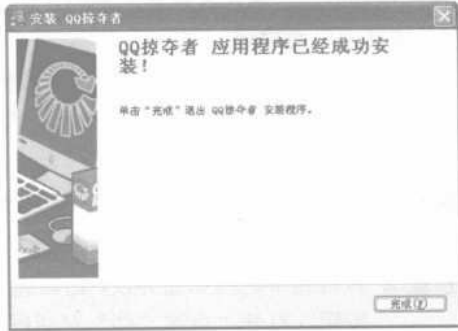 安装 QQ掠夺者
QQ掠夺者 应用程序已经成功安
装！
单击“完成”退出 QQ掠夺者 安装程序。
完成(F)